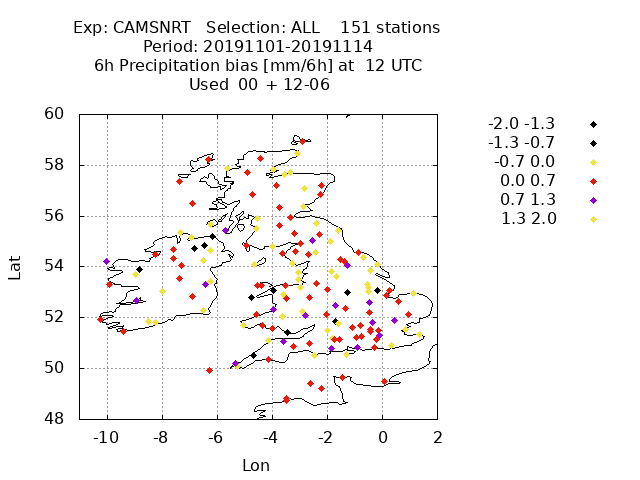 Exp: CAMSNRT Selection: ALL 151 stations
Period: 20191101-20191114
6h Precipitation bias [mm/6h] at 12 UTC
Used 00 + 12-06
60
58
56
54
52
50
48
-10 -8 -6 -4 -2 0 2
Lat
Lon
-2.0 -1.3
-1.3 -0.7
-0.7 0.0
0.0 0.7
0.7 1.3
1.3 2.0